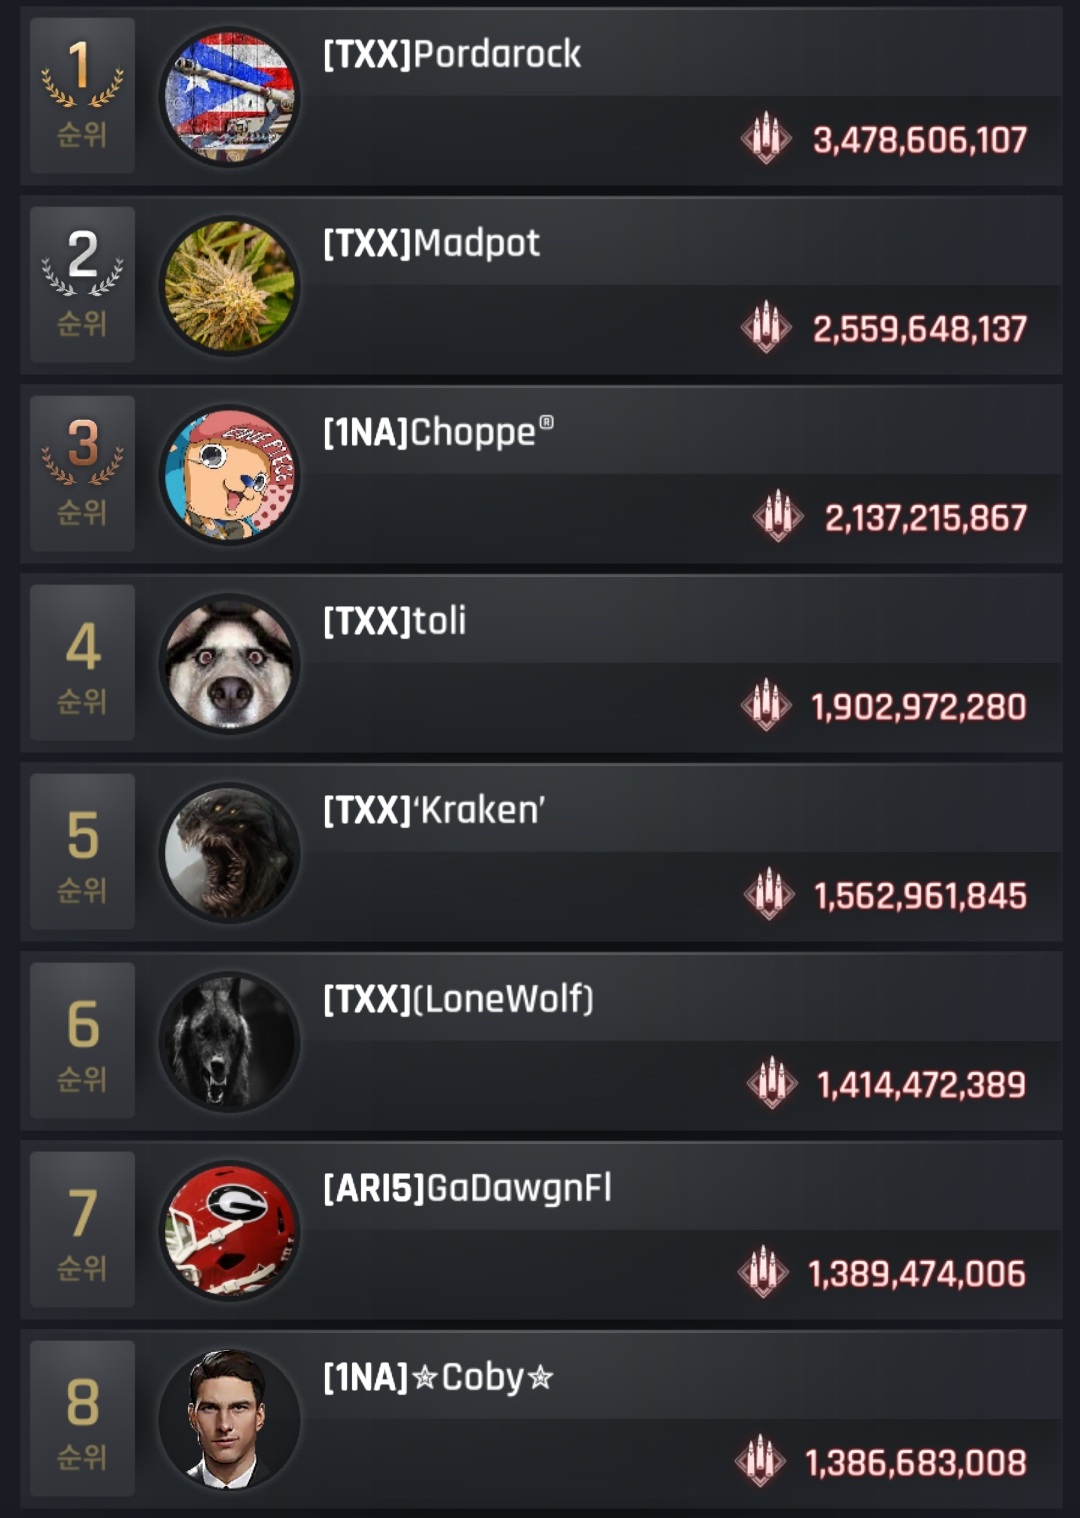 1
순위
[TXX]Pordarock
3,478,606,107
2
순위
[TXX]Madpot
2,559,648,137
3
순위
ONE PIECE
[1NA]Choppe®
2,137,215,867
4
순위
[TXX]toli
1,902,972,280
5
순위
[TXX]‘Kraken’
1,562,961,845
6
순위
[TXX](LoneWolf)
1,414,472,389
7
순위
G
[ARI5]GaDawgnFl
1,389,474,006
8
순위
[1NA]✯Coby✯
1,386,683,008